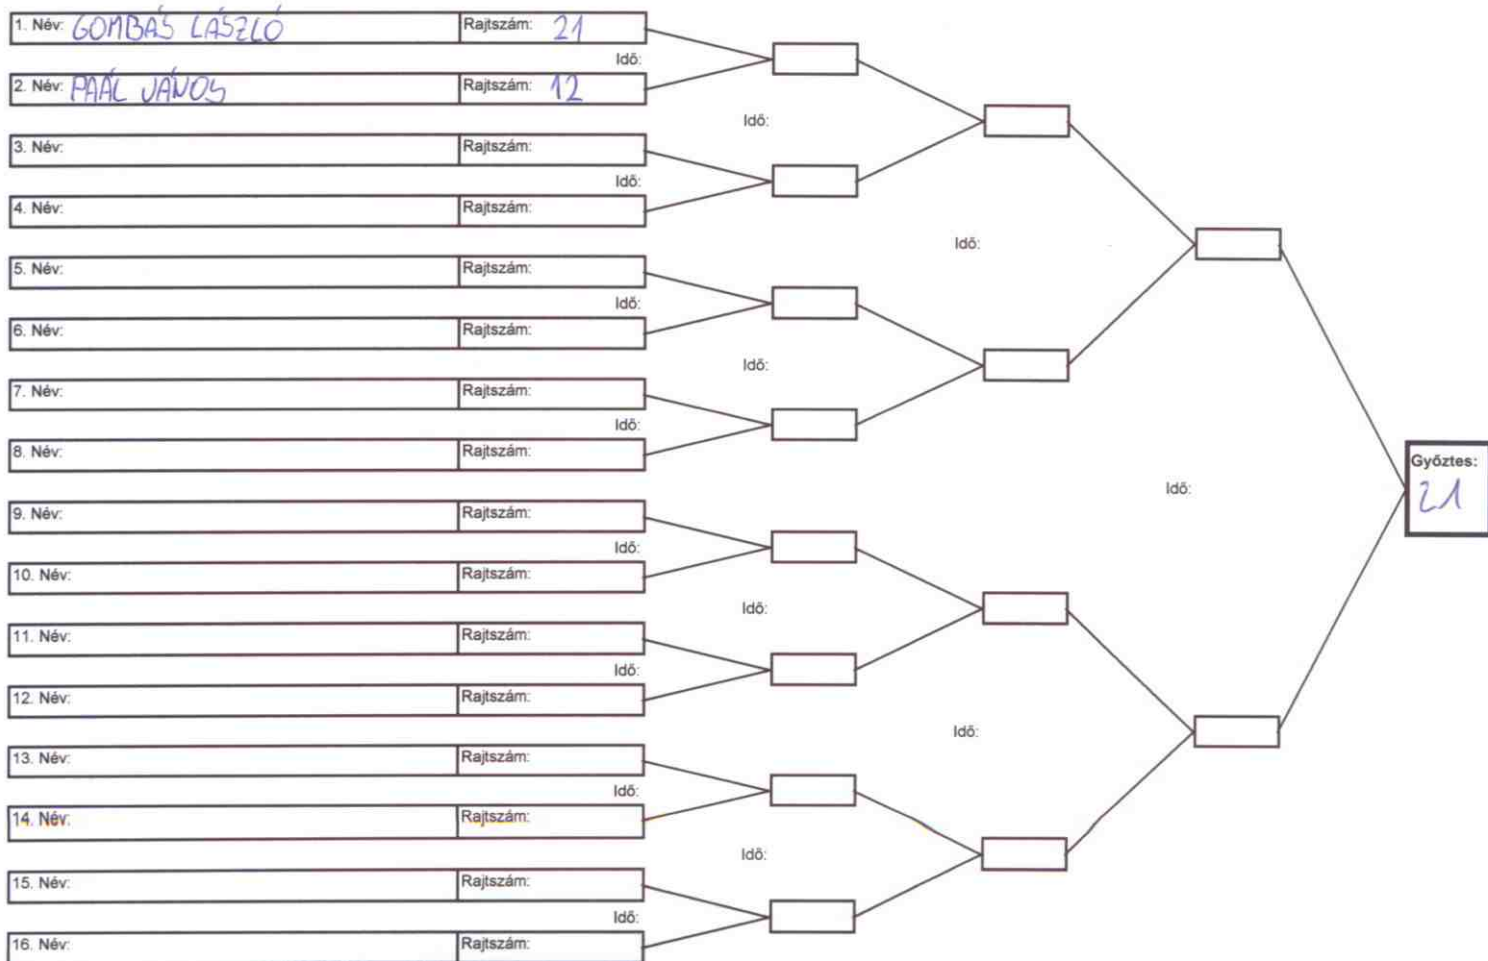 1. Név: GOMBÁS LÁSZLÓ Rajtszám: 21
Idő:
2. Név: PAÁL JÁNOS Rajtszám: 12
Idő:
3. Név: Rajtszám:
Idő:
4. Név: Rajtszám:
Idő:
5. Név: Rajtszám:
Idő:
6. Név: Rajtszám:
Idő:
7. Név: Rajtszám:
Idő:
8. Név: Rajtszám:
Győztes:
21
Idő:
9. Név: Rajtszám:
Idő:
10. Név: Rajtszám:
Idő:
11. Név: Rajtszám:
Idő:
12. Név: Rajtszám:
Idő:
13. Név: Rajtszám:
Idő:
14. Név: Rajtszám:
Idő:
15. Név: Rajtszám:
Idő:
16. Név: Rajtszám: